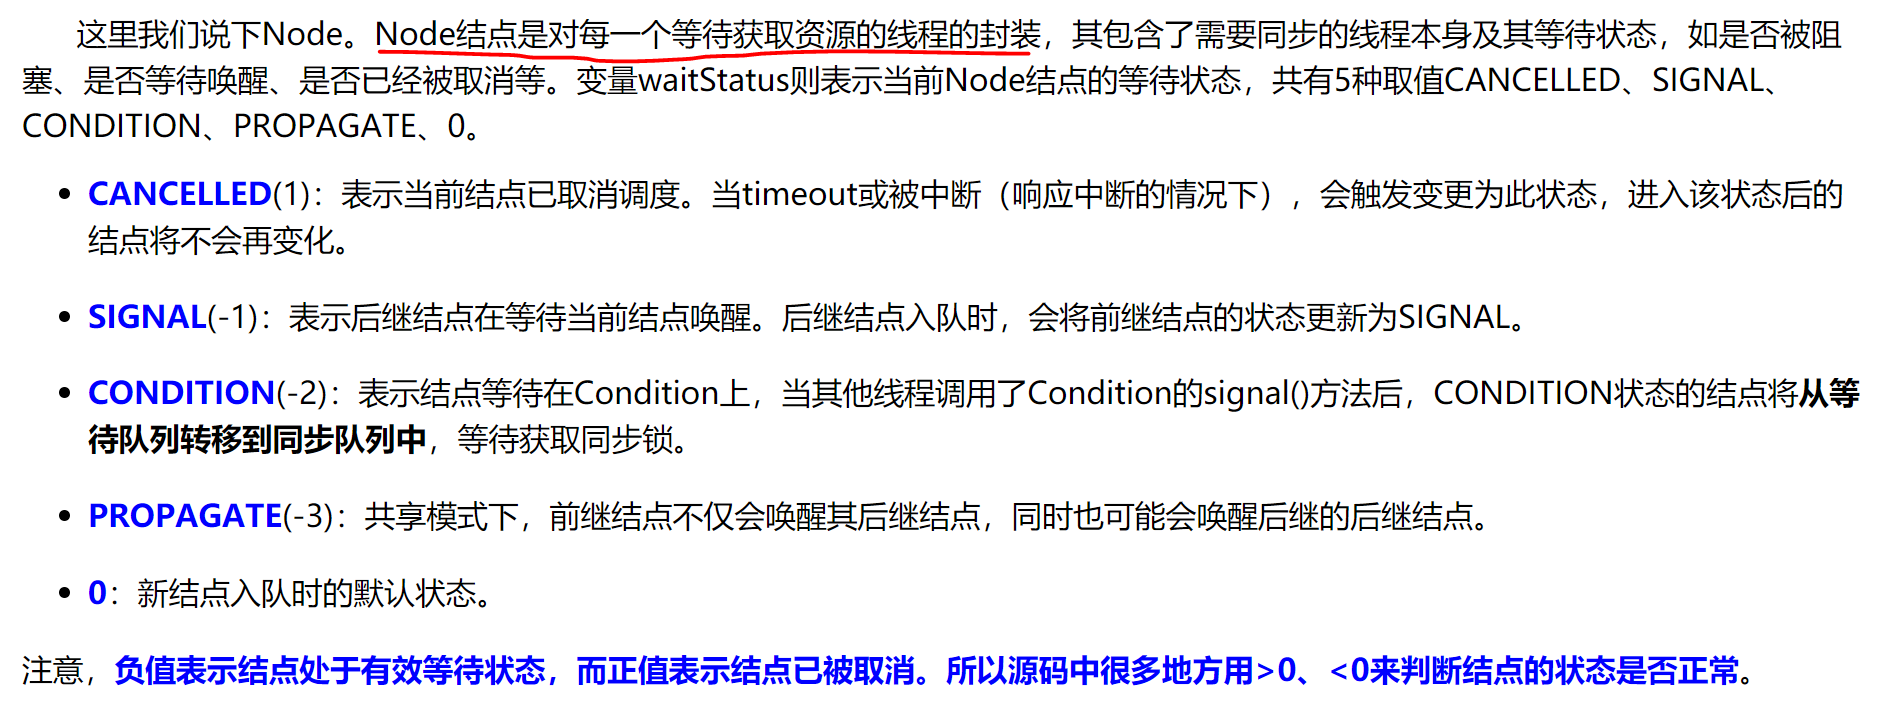 这里我们说下Node。Node结点是对每一个等待获取资源的线程的封装，其包含了需要同步的线程本身及其等待状态，如是否被阻
塞、是否等待唤醒、是否已经被取消等。变量waitStatus则表示当前Node结点的等待状态，共有5种取值CANCELLED、SIGNAL、
CONDITION、PROPAGATE、0。
• CANCELLED(1)：表示当前结点已取消调度。当timeout或被中断（响应中断的情况下），会触发变更为此状态，进入该状态后的
结点将不会再变化。
• SIGNAL(-1)：表示后继结点在等待当前结点唤醒。后继结点入队时，会将前继结点的状态更新为SIGNAL。
• CONDITION(-2)：表示结点等待在Condition上，当其他线程调用了Condition的signal()方法后，CONDITION状态的结点将从等
待队列转移到同步队列中，等待获取同步锁。
• PROPAGATE(-3)：共享模式下，前继结点不仅会唤醒其后继结点，同时也可能会唤醒后继的后继结点。
• 0：新结点入队时的默认状态。
注意，负值表示结点处于有效等待状态，而正值表示结点已被取消。所以源码中很多地方用>0、<0来判断结点的状态是否正常。